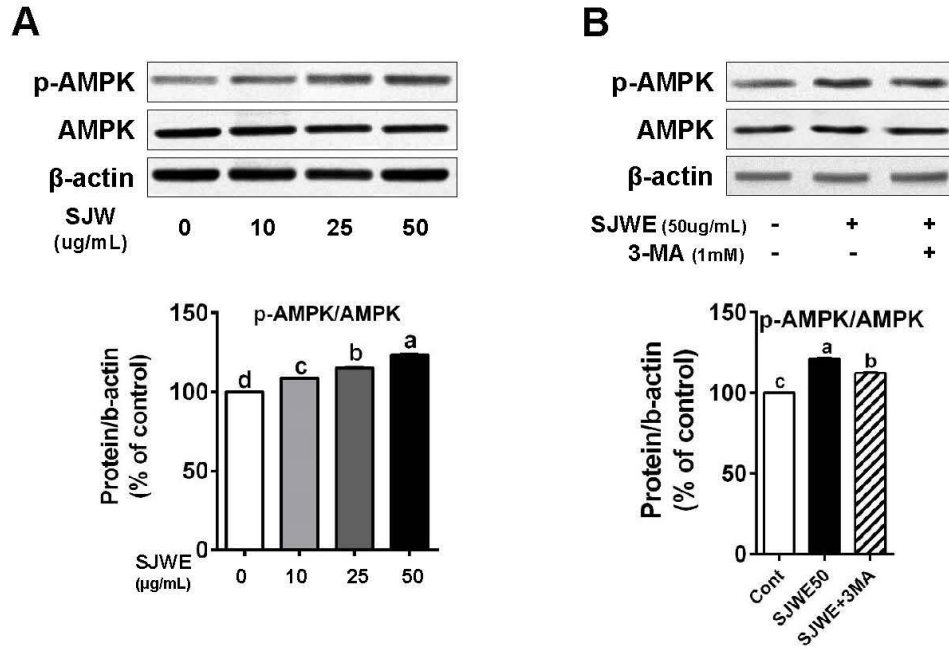 A
p-AMPK
AMPK
β-actin
SJW
(ug/mL)
0 10 25 50
p-AMPK/AMPK
Protein/b-actin
(% of control)
150
100
50
0
d c b a
SJWE
(µg/mL)
0 10 25 50
B
p-AMPK
AMPK
β-actin
SJWE (50ug/mL) - + +
3-MA (1mM) - - +
p-AMPK/AMPK
Protein/b-actin
(% of control)
150
100
50
0
c a b
Cont SJWE50 SJWE+3MA